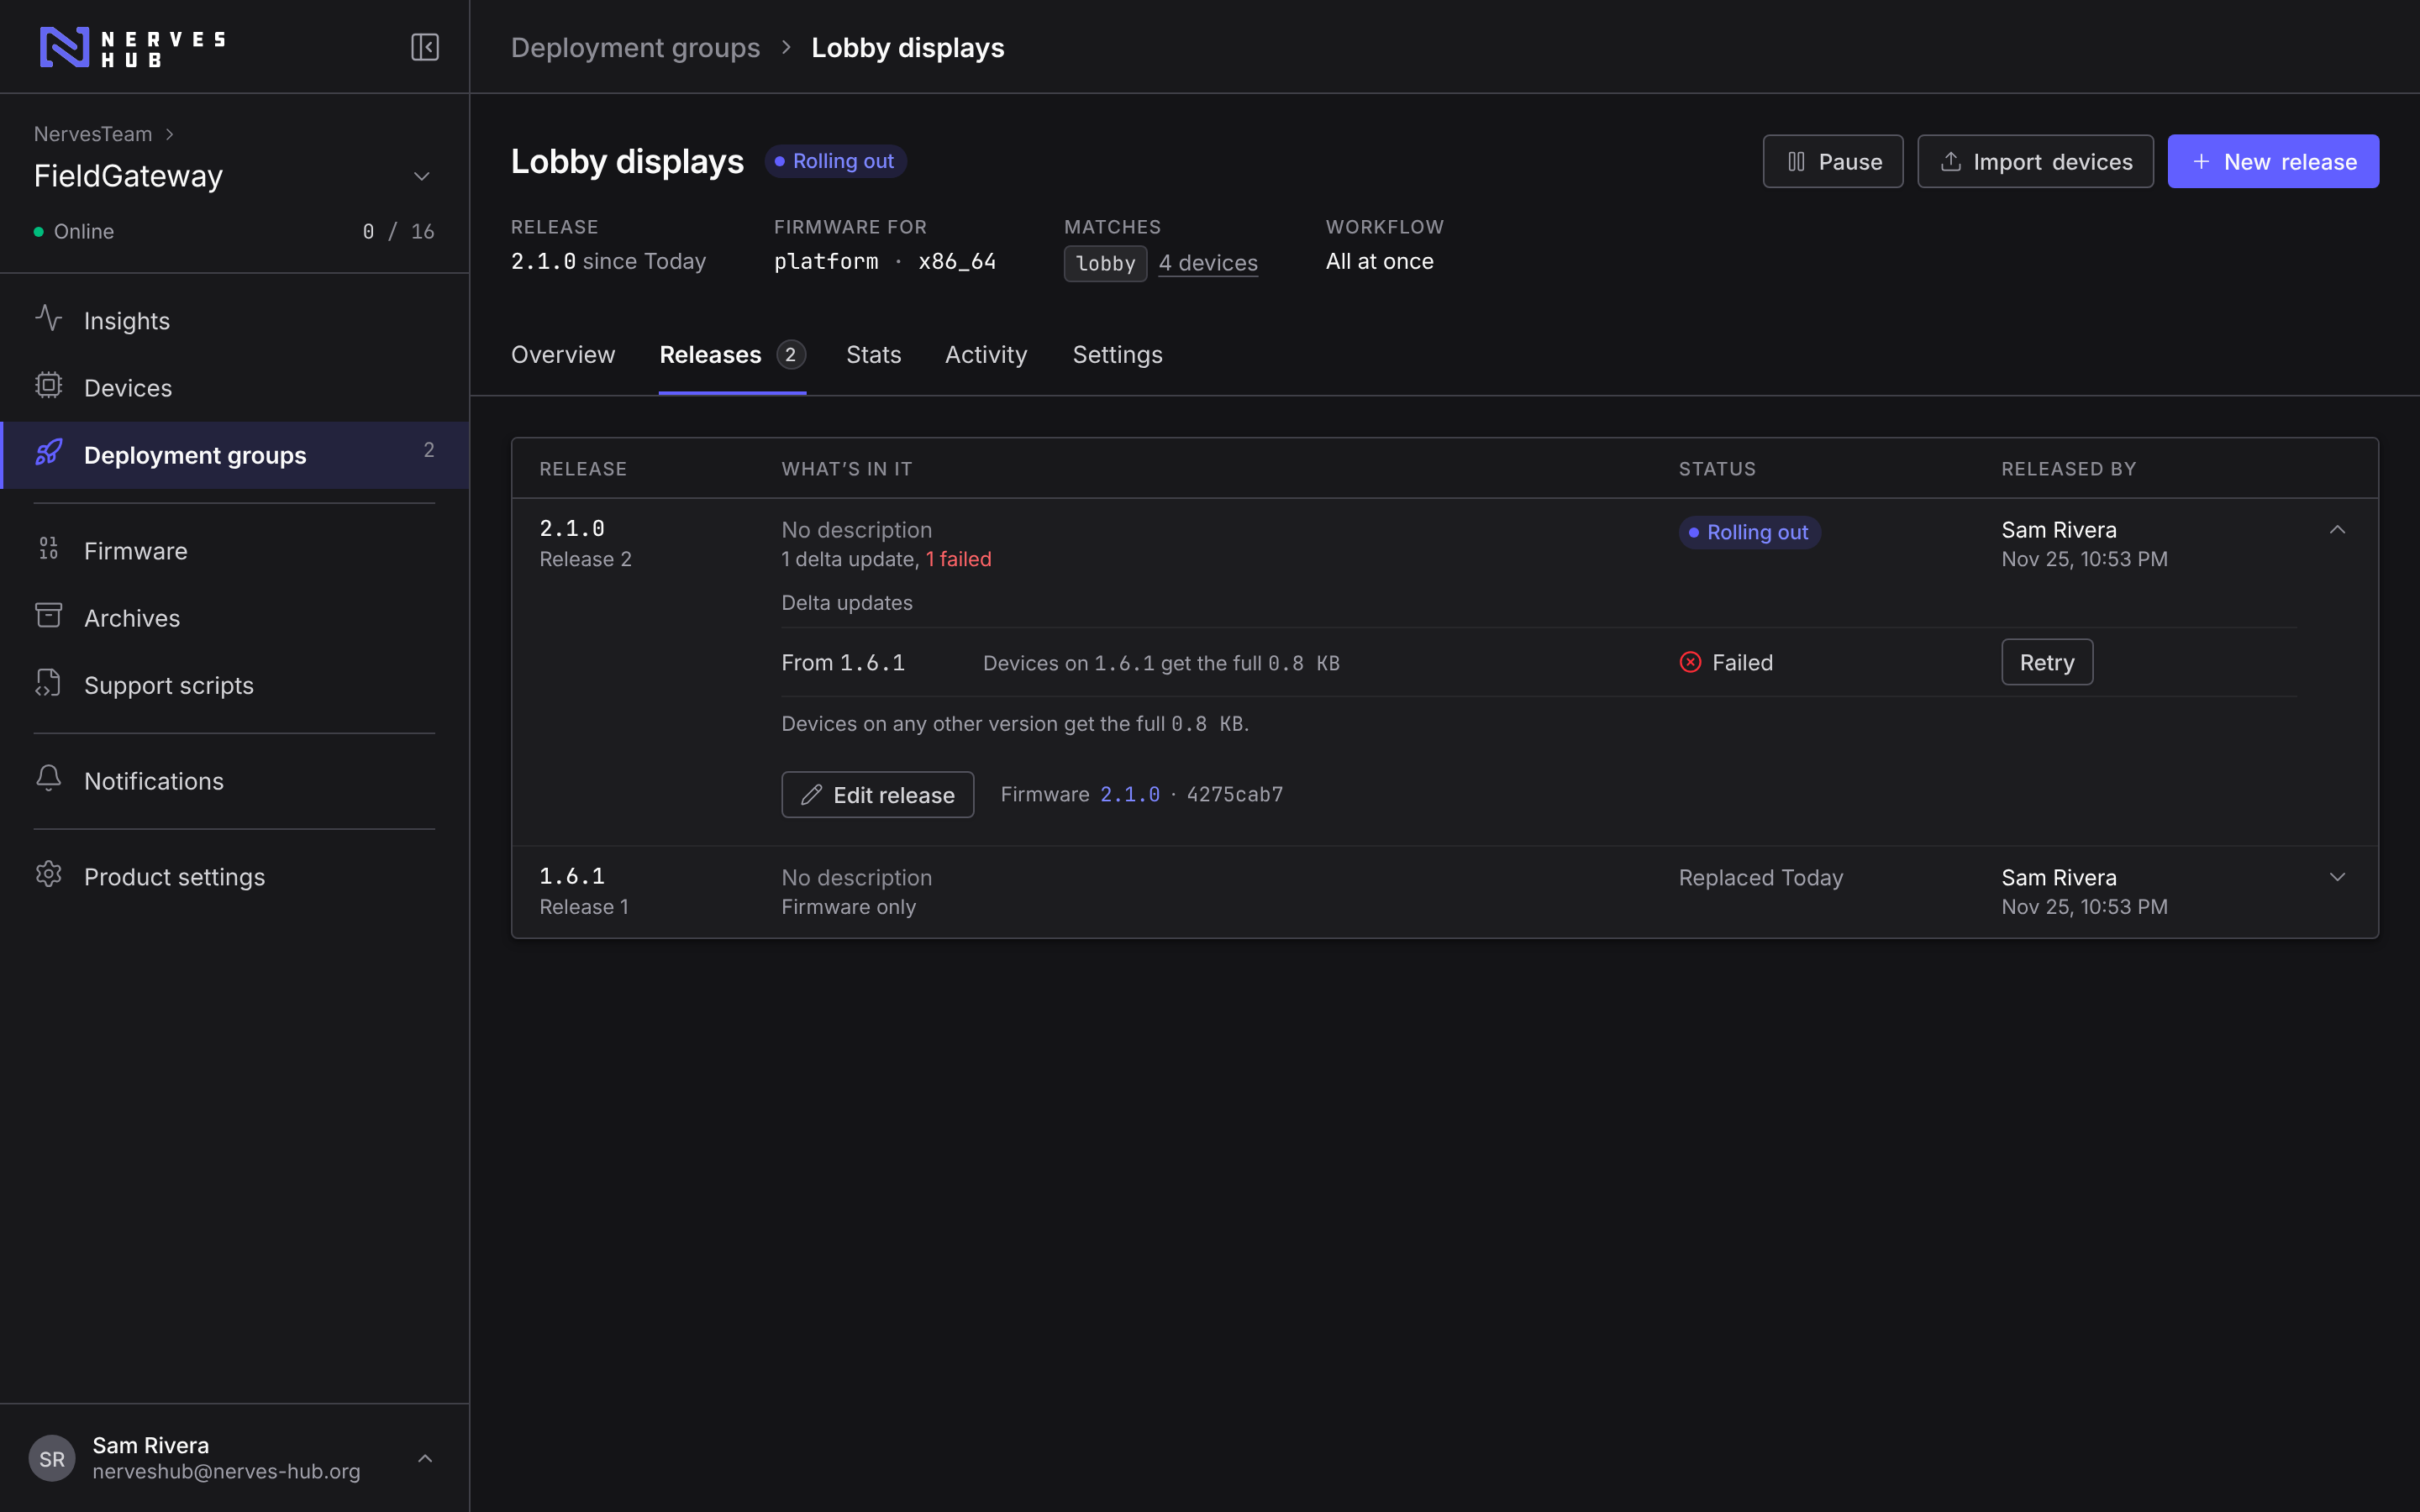 NERVES
HUB
Deployment groups > Lobby displays
NervesTeam >
FieldGateway
Online 0 / 16
Insights
Devices
Deployment groups 2
Firmware
Archives
Support scripts
Notifications
Product settings
SR
Sam Rivera
nerveshub@nerves-hub.org
Lobby displays Rolling out
Pause Import devices + New release
RELEASE FIRMWARE FOR MATCHES WORKFLOW
2.1.0 since Today platform · x86_64 lobby 4 devices All at once
Overview Releases 2 Stats Activity Settings
RELEASE WHAT’S IN IT STATUS RELEASED BY
2.1.0 No description Rolling out Sam Rivera
Release 2 1 delta update, 1 failed Nov 25, 10:53 PM
Delta updates
From 1.6.1 Devices on 1.6.1 get the full 0.8 KB Failed Retry
Devices on any other version get the full 0.8 KB.
Edit release Firmware 2.1.0 · 4275cab7
1.6.1 No description Replaced Today Sam Rivera
Release 1 Firmware only Nov 25, 10:53 PM